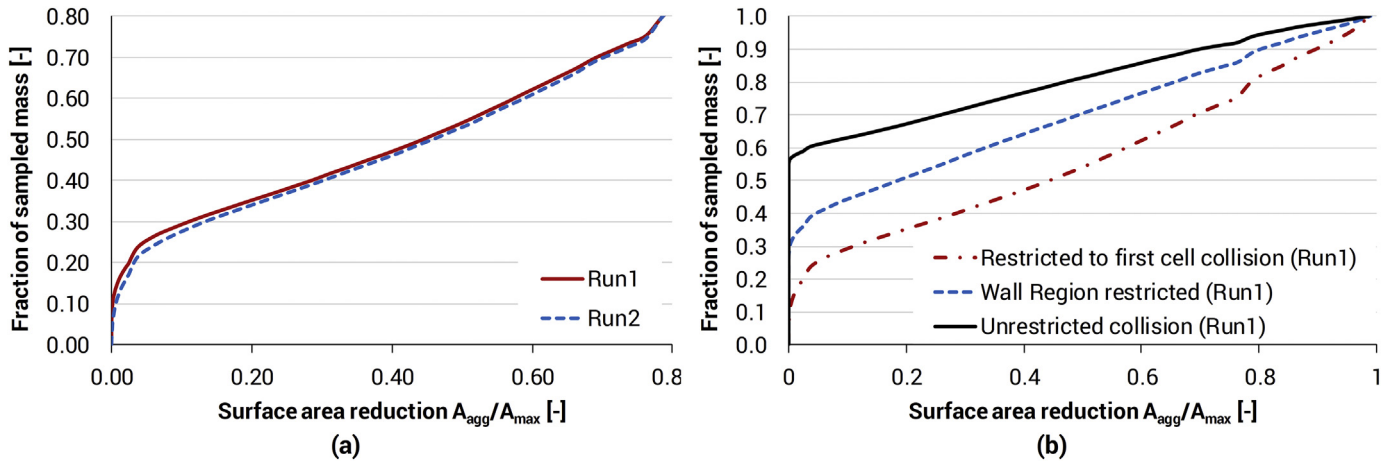 Fraction of sampled mass [-]
0.80
0.70
0.60
0.50
0.40
0.30
0.20
0.10
0.00
0.00 0.20 0.40 0.60 0.8
Run1
Run2
Surface area reduction Aagg/Amax [-]
(a)
Fraction of sampled mass [-]
1.0
0.9
0.8
0.7
0.6
0.5
0.4
0.3
0.2
0.1
0.0
0 0.2 0.4 0.6 0.8 1
Restricted to first cell collision (Run1)
Wall Region restricted (Run1)
Unrestricted collision (Run1)
Surface area reduction Aagg/Amax [-]
(b)